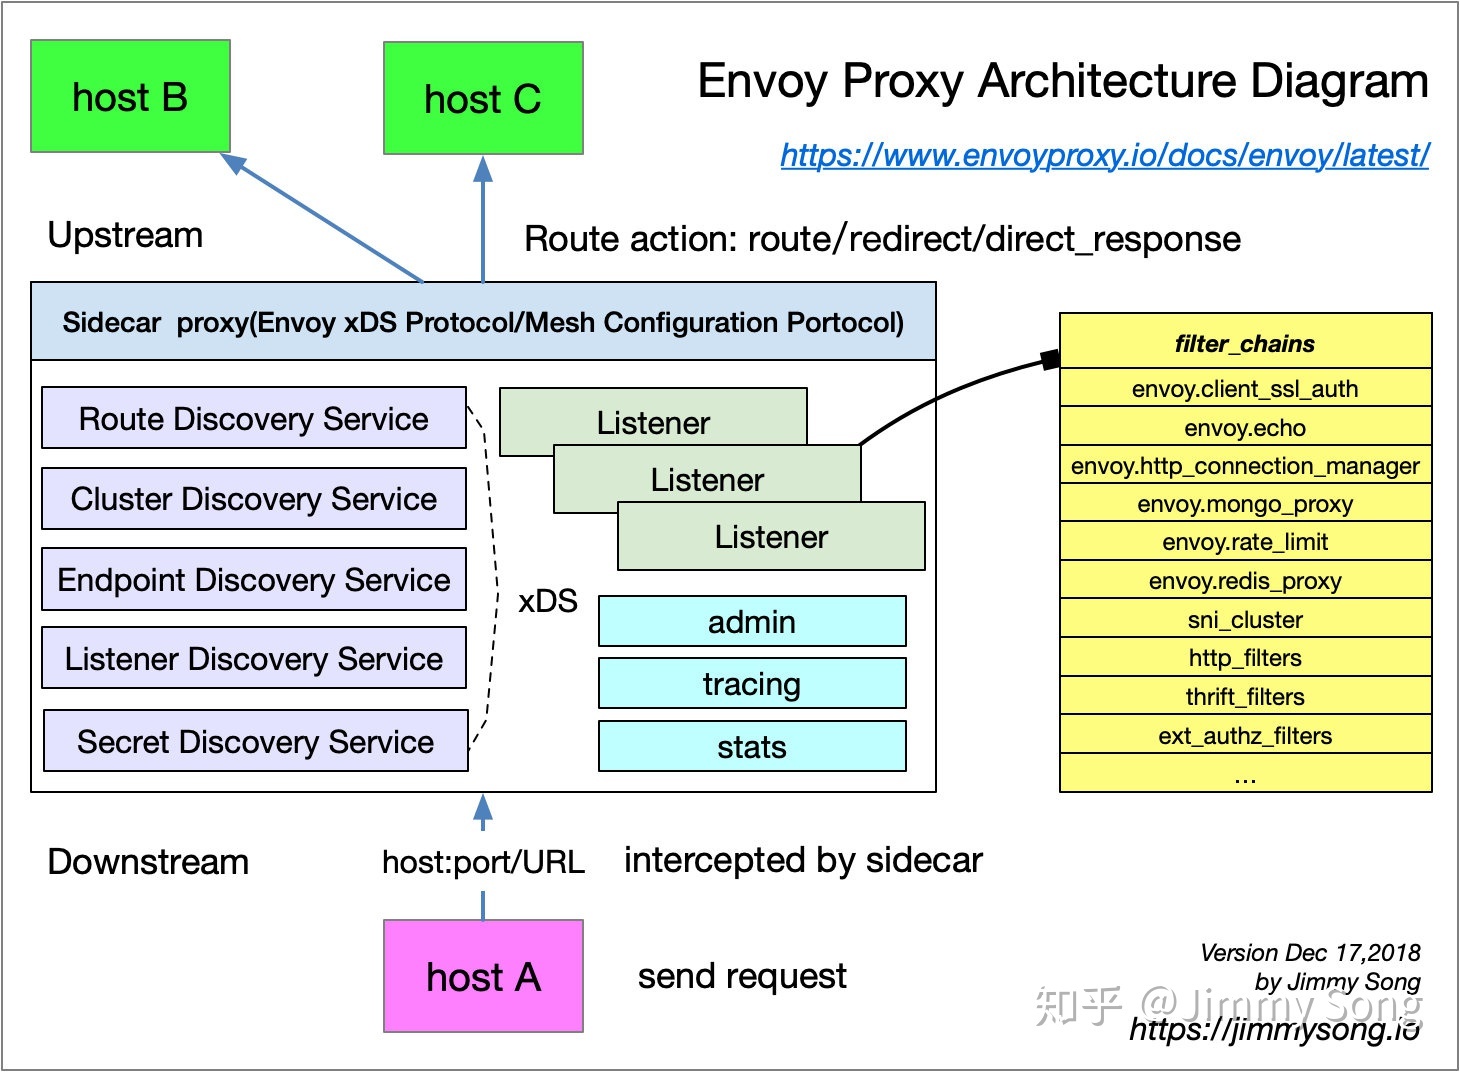 host B
host C
Envoy Proxy Architecture Diagram
https://www.envoyproxy.io/docs/envoy/latest/
Upstream
Route action: route/redirect/direct_response
Sidecar proxy(Envoy xDS Protocol/Mesh Configuration Portocol)
Route Discovery Service
Cluster Discovery Service
Endpoint Discovery Service
Listener Discovery Service
Secret Discovery Service
xDS
Listener
Listener
Listener
admin
tracing
stats
filter_chains
envoy.client_ssl_auth
envoy.echo
envoy.http_connection_manager
envoy.mongo_proxy
envoy.rate_limit
envoy.redis_proxy
sni_cluster
http_filters
thrift_filters
ext_authz_filters
...
Downstream
host:port/URL
intercepted by sidecar
host A
send request
Version Dec 17,2018
by Jimmy Song
知乎 @Jimmy Song
https://jimmysong.io